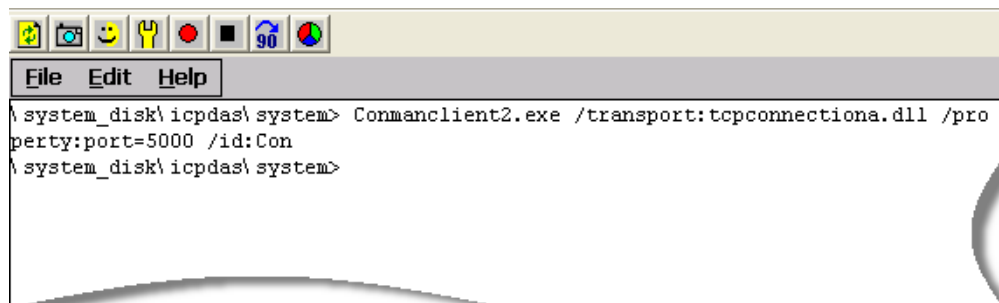 90
File Edit Help
\system_disk\icpdas\system> Conmanclient2.exe /transport:tcpconnectiona.dll /pro
perty:port=5000 /id:Con
\system_disk\icpdas\system>